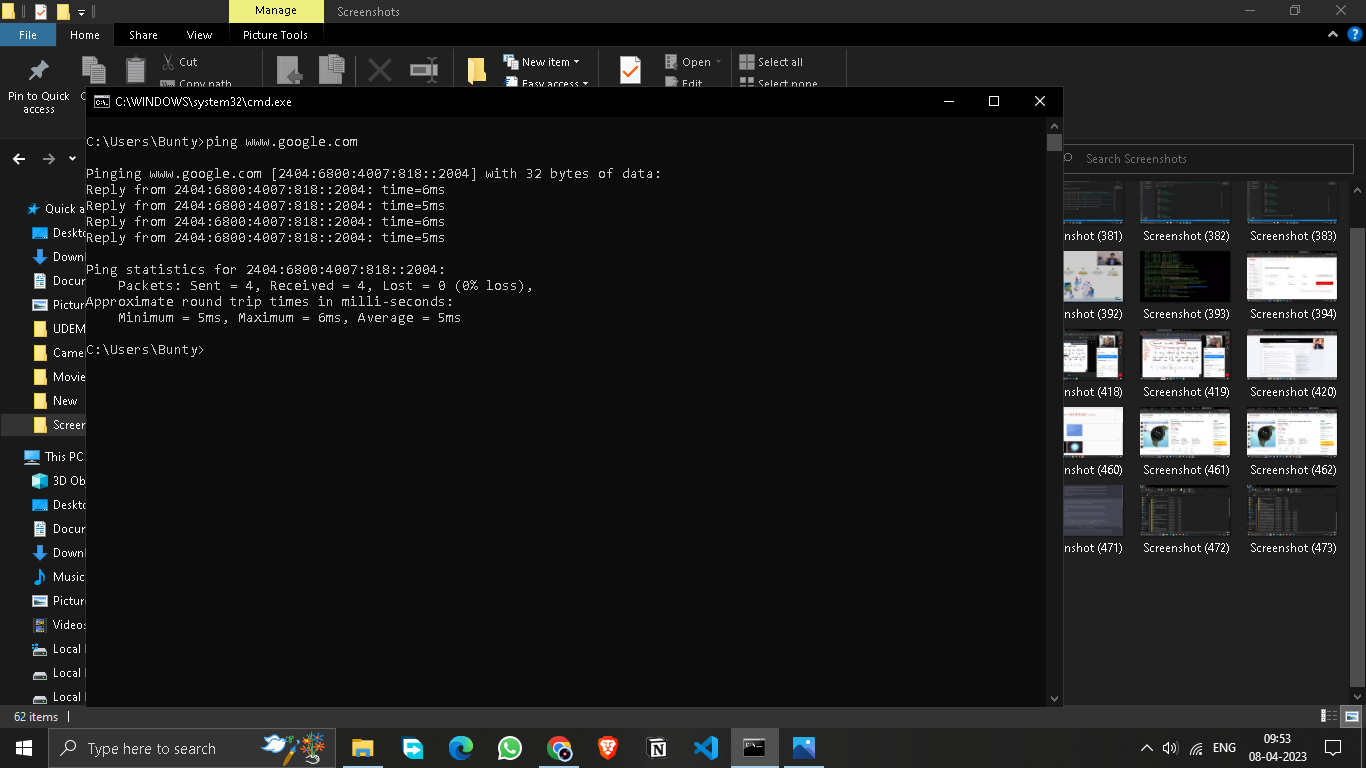 Manage
Screenshots
File
Home
Share
View
Picture Tools
Pin to Quick
access
Cut
Copy path
New item
Easy access
Open
Edit
Select all
Select none
C:\WINDOWS\system32\cmd.exe
C:\Users\Bunty>ping www.google.com
Pinging www.google.com [2404:6800:4007:818::2004] with 32 bytes of data:
Reply from 2404:6800:4007:818::2004: time=6ms
Reply from 2404:6800:4007:818::2004: time=5ms
Reply from 2404:6800:4007:818::2004: time=6ms
Reply from 2404:6800:4007:818::2004: time=5ms
Ping statistics for 2404:6800:4007:818::2004:
Packets: Sent = 4, Received = 4, Lost = 0 (0% loss),
Approximate round trip times in milli-seconds:
Minimum = 5ms, Maximum = 6ms, Average = 5ms
C:\Users\Bunty>
Search Screenshots
Quick a
Deskto
Downl
Docur
Pictur
UDEM
Came
Movie
New
Screer
This PC
3D Ob
Deskto
Docur
Downl
Music
Pictur
Video
Local
Local
Local
nshot (381)
Screenshot (382)
Screenshot (383)
nshot (392)
Screenshot (393)
Screenshot (394)
nshot (418)
Screenshot (419)
Screenshot (420)
nshot (460)
Screenshot (461)
Screenshot (462)
nshot (471)
Screenshot (472)
Screenshot (473)
62 items
Type here to search
ENG
09:53
08-04-2023